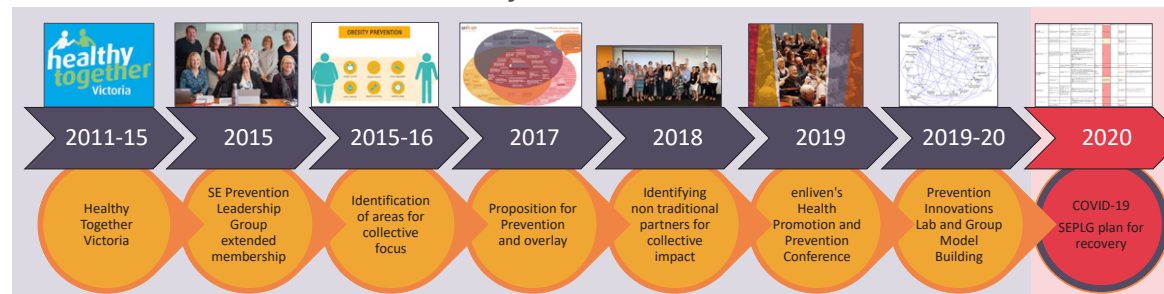 healthy
together
Victoria
OBESITY PREVENTION
2011-15
2015
2015-16
2017
2018
2019
2019-20
2020
Healthy
Together
Victoria
SE Prevention
Leadership
Group
extended
membership
Identification
of areas for
collective
focus
Proposition for
Prevention
and overlay
Identifying
non traditional
partners for
collective
impact
enliven's
Health
Promotion and
Prevention
Conference
Prevention
Innovations
Lab and Group
Model
Building
COVID-19
SEPLG plan for
recovery